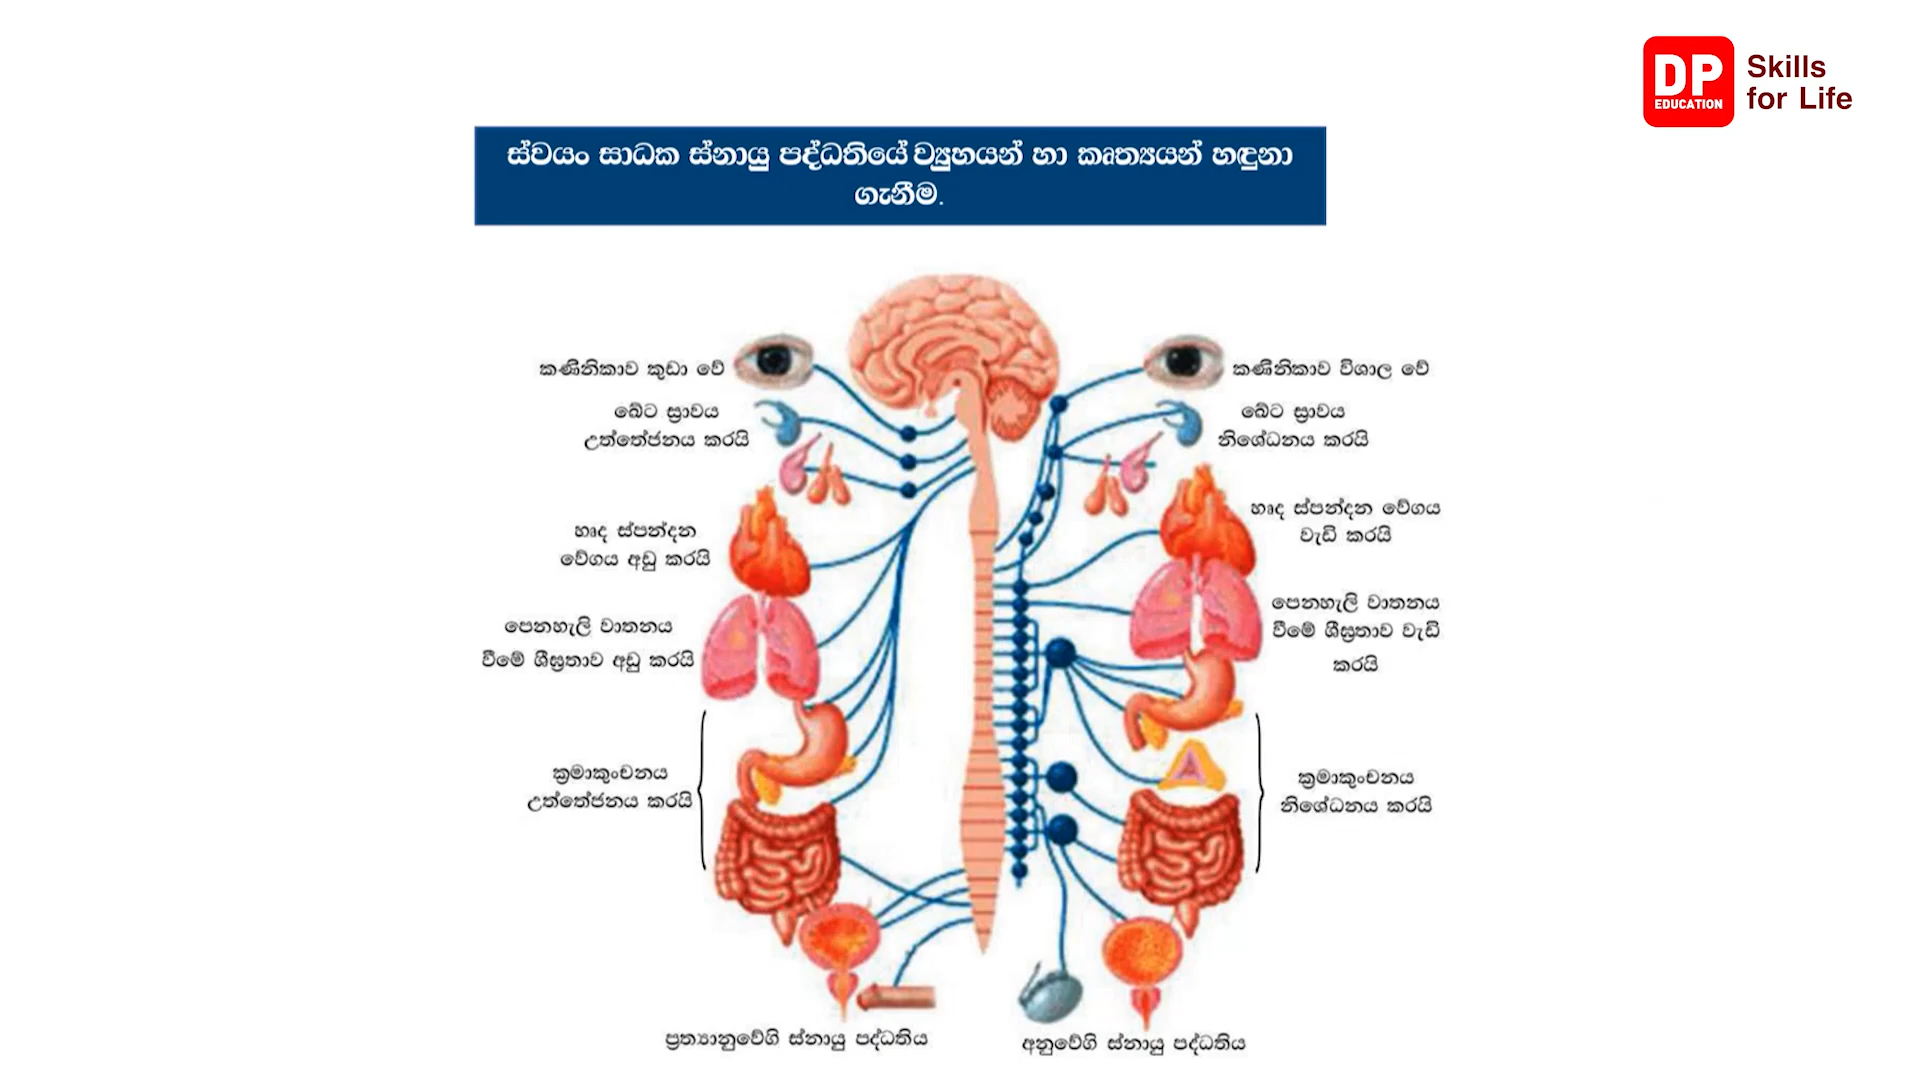 DP
EDUCATION
Skills
for Life
ස්වයං සාධක ස්නායු පද්ධතියේ ව්‍යුහයන් හා කෘත්‍යයන් හඳුනා
ගැනීම.
කණිනිකාව කුඩා වේ
ඛේට ස්‍රාවය
උත්තේජනය කරයි
හෘද ස්පන්දන
වේගය අඩු කරයි
පෙනහැලි වාතනය
වීමේ ශීඝ්‍රතාව අඩු කරයි
ක්‍රමාකුංචනය
උත්තේජනය කරයි
ප්‍රත්‍යානුවේගි ස්නායු පද්ධතිය
කණිනිකාව විශාල වේ
ඛේට ස්‍රාවය
නිශේධනය කරයි
හෘද ස්පන්දන වේගය
වැඩි කරයි
පෙනහැලි වාතනය
වීමේ ශීඝ්‍රතාව වැඩි
කරයි
ක්‍රමාකුංචනය
නිශේධනය කරයි
අනුවේගි ස්නායු පද්ධතිය